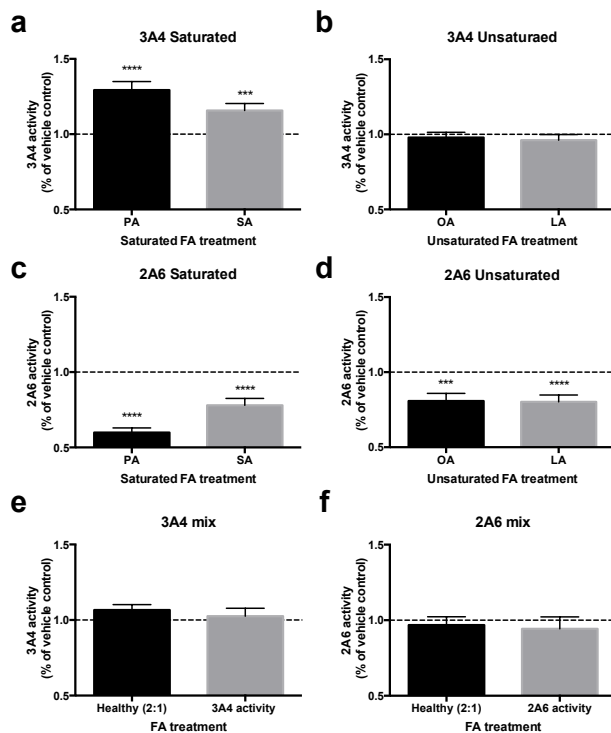 a
3A4 Saturated
3A4 activity
(% of vehicle control)
1.5
1.0
0.5
****
***
PA
SA
Saturated FA treatment
b
3A4 Unsaturaed
3A4 activity
(% of vehicle control)
1.5
1.0
0.5
OA
LA
Unsaturated FA treatment
c
2A6 Saturated
2A6 activity
(% of vehicle control)
1.5
1.0
0.5
****
****
PA
SA
Saturated FA treatment
d
2A6 Unsaturated
2A6 activity
(% of vehicle control)
1.5
1.0
0.5
***
****
OA
LA
Unsaturated FA treatment
e
3A4 mix
3A4 activity
(% of vehicle control)
1.5
1.0
0.5
Healthy (2:1)
3A4 activity
FA treatment
f
2A6 mix
2A6 activity
(% of vehicle control)
1.5
1.0
0.5
Healthy (2:1)
2A6 activity
FA treatment